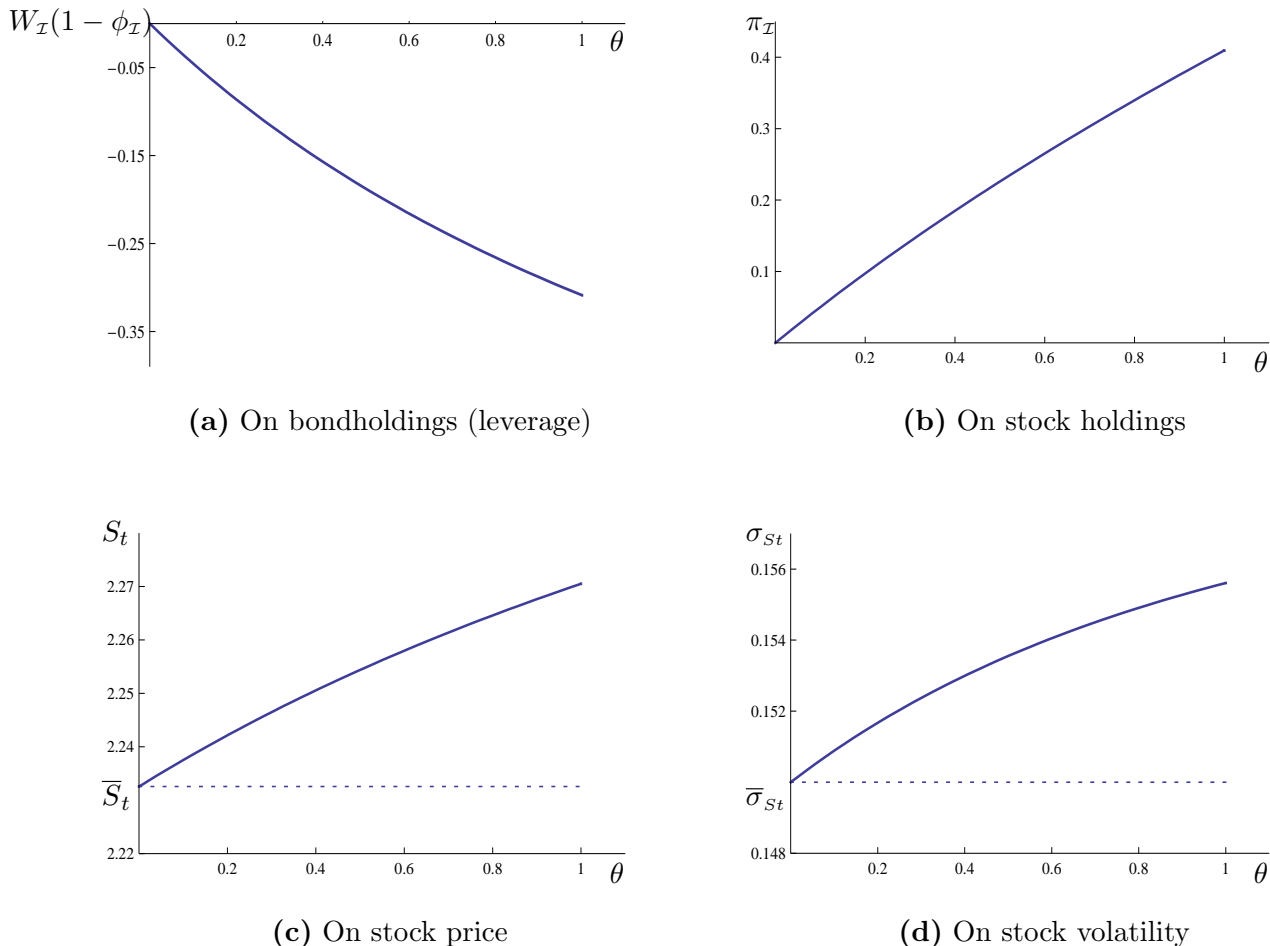 W_I(1 − ϕ_I)
0.2 0.4 0.6 0.8 1 θ
−0.05
−0.15
−0.25
−0.35
(a) On bondholdings (leverage)
π_I
0.4
0.3
0.2
0.1
0.2 0.4 0.6 0.8 1 θ
(b) On stock holdings
S_t
2.27
2.26
2.25
2.24
S̅_t
2.22
0.2 0.4 0.6 0.8 1 θ
(c) On stock price
σ_St
0.156
0.154
0.152
σ̅_St
0.148
0.2 0.4 0.6 0.8 1 θ
(d) On stock volatility